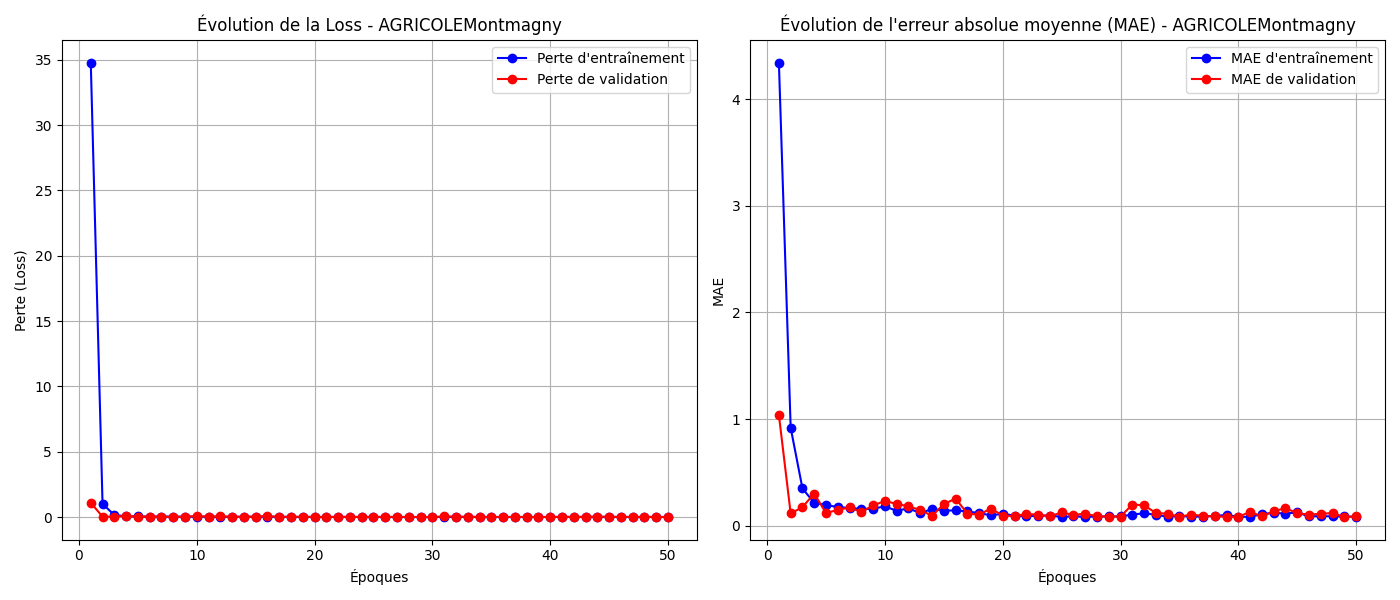 Évolution de la Loss - AGRICOLEMontmagny
Perte d'entraînement
Perte de validation
35
30
25
20
15
10
5
0
Perte (Loss)
0 10 20 30 40 50
Époques
Évolution de l'erreur absolue moyenne (MAE) - AGRICOLEMontmagny
MAE d'entraînement
MAE de validation
4
3
2
1
0
MAE
0 10 20 30 40 50
Époques